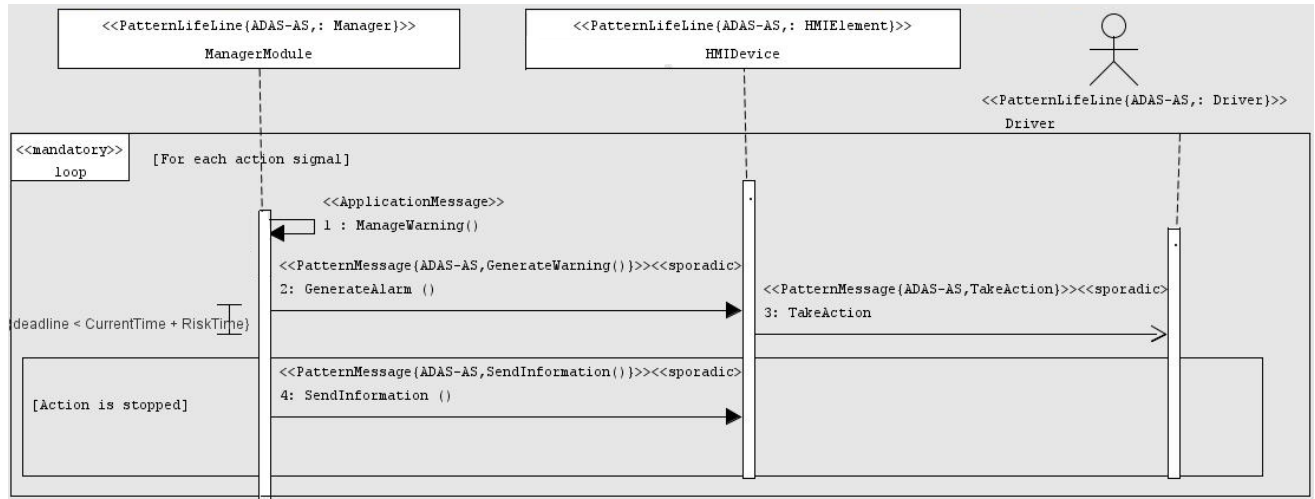 <<PatternLifeLine{ADAS-AS,: Manager}>>
ManagerModule
<<PatternLifeLine{ADAS-AS,: HMIElement}>>
HMIDevice
<<PatternLifeLine{ADAS-AS,: Driver}>>
Driver
<<mandatory>>
loop
[For each action signal]
<<ApplicationMessage>>
1 : ManageWarning()
<<PatternMessage{ADAS-AS,GenerateWarning()}>><<sporadic>
2: GenerateAlarm ()
<<PatternMessage{ADAS-AS,TakeAction}>><<sporadic>
3: TakeAction
{deadline < CurrentTime + RiskTime}
<<PatternMessage{ADAS-AS,SendInformation()}>><<sporadic>
4: SendInformation ()
[Action is stopped]